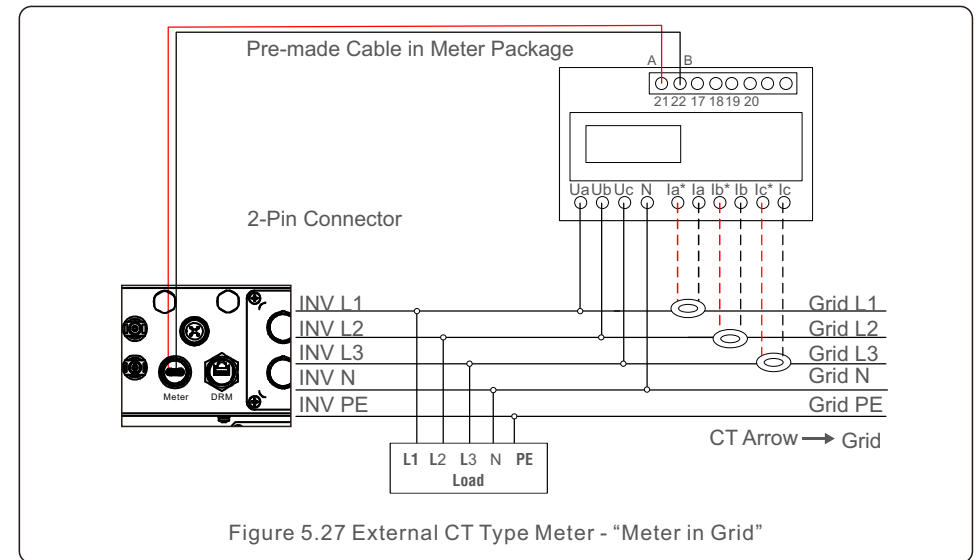 Pre-made Cable in Meter Package
A B
21 22 17 18 19 20
Ua Ub Uc N Ia* Ia Ib* Ib Ic* Ic
2-Pin Connector
INV L1 Grid L1
INV L2 Grid L2
INV L3 Grid L3
INV N Grid N
INV PE Grid PE
Meter DRM
CT Arrow → Grid
L1 L2 L3 N PE
Load
Figure 5.27 External CT Type Meter - “Meter in Grid”